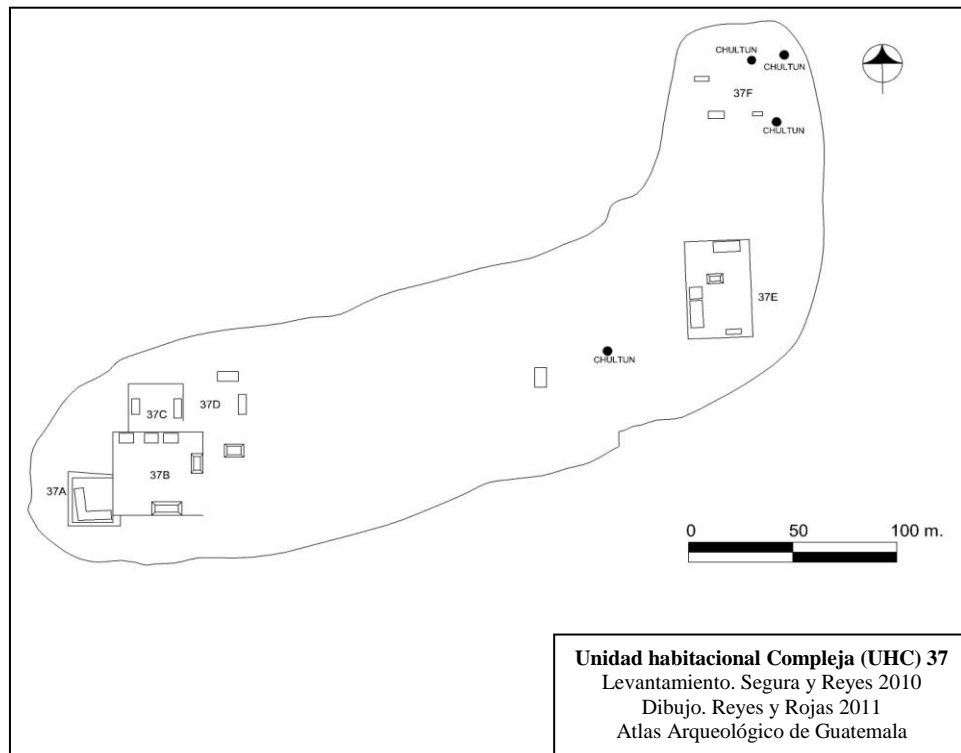 CHULTUN
CHULTUN
37F
CHULTUN
37E
CHULTUN
37C
37D
37B
37A
0 50 100 m.
Unidad habitacional Compleja (UHC) 37
Levantamiento. Segura y Reyes 2010
Dibujo. Reyes y Rojas 2011
Atlas Arqueológico de Guatemala